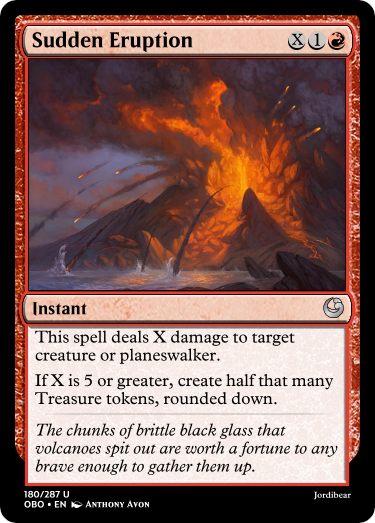 Sudden Eruption X 1
Instant
This spell deals X damage to target
creature or planeswalker.
If X is 5 or greater, create half that many
Treasure tokens, rounded down.
The chunks of brittle black glass that
volcanoes spit out are worth a fortune to any
brave enough to gather them up.
180/287 U
OBO • EN Anthony Avon
Jordibear